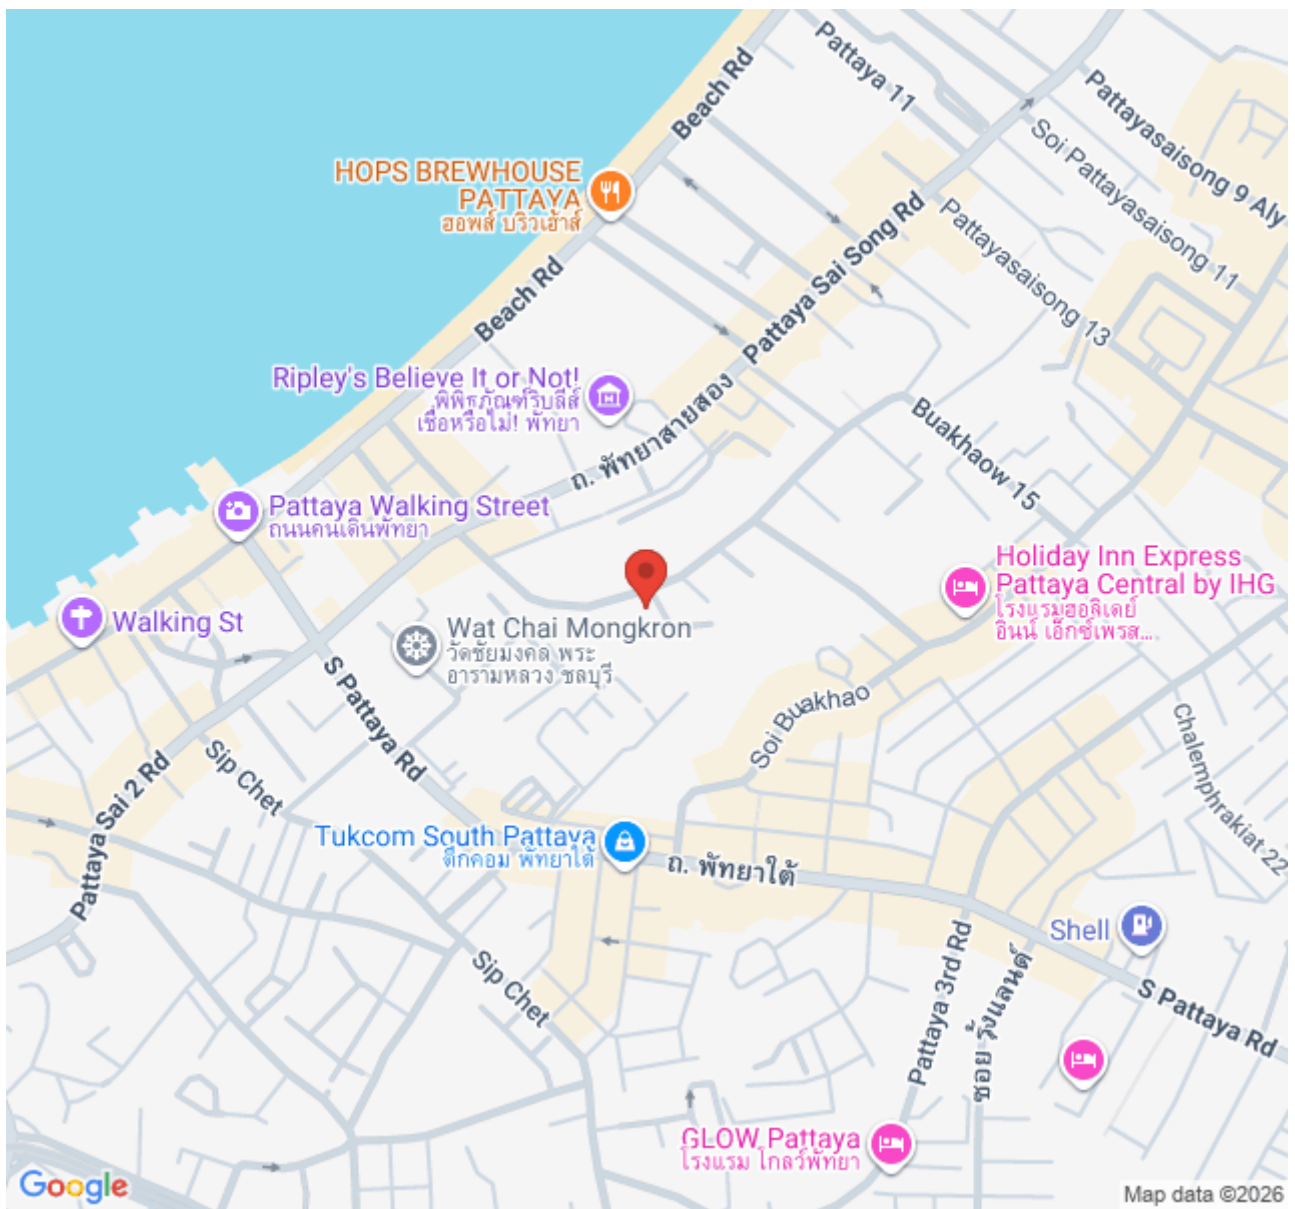 Pattaya 11
Beach Rd
Pattayasaisong 9 Aly
Soi Pattayasaisong 11
HOPS BREWHOUSE
PATTAYA
ฮอพส์ บริวเฮ้าส์
Pattaya Sai Song Rd
Pattayasaisong 13
Beach Rd
Ripley's Believe It or Not!
พิพิธภัณฑ์ริบลีส์
เชื่อหรือไม่! พัทยา
ถ. พัทยาสายสอง
Buakhaow 15
Pattaya Walking Street
ถนนคนเดินพัทยา
Holiday Inn Express
Pattaya Central by IHG
โรงแรมฮอลิเดย์
อินน์ เอ็กซ์เพรส...
Walking St
Wat Chai Mongkron
วัดชัยมงคล พระ
อารามหลวง ชลบุรี
S Pattaya Rd
Soi Buakhao
Chalemphrakiat 22
Sip Chet
Pattaya Sai 2 Rd
Tukcom South Pattaya
ตึกคอม พัทยาใต้
ถ. พัทยาใต้
Shell
Sip Chet
Pattaya 3rd Rd
ซอย รุ้งแลนด์
S Pattaya Rd
GLOW Pattaya
โรงแรม โกลว์พัทยา
Google
Map data ©2026